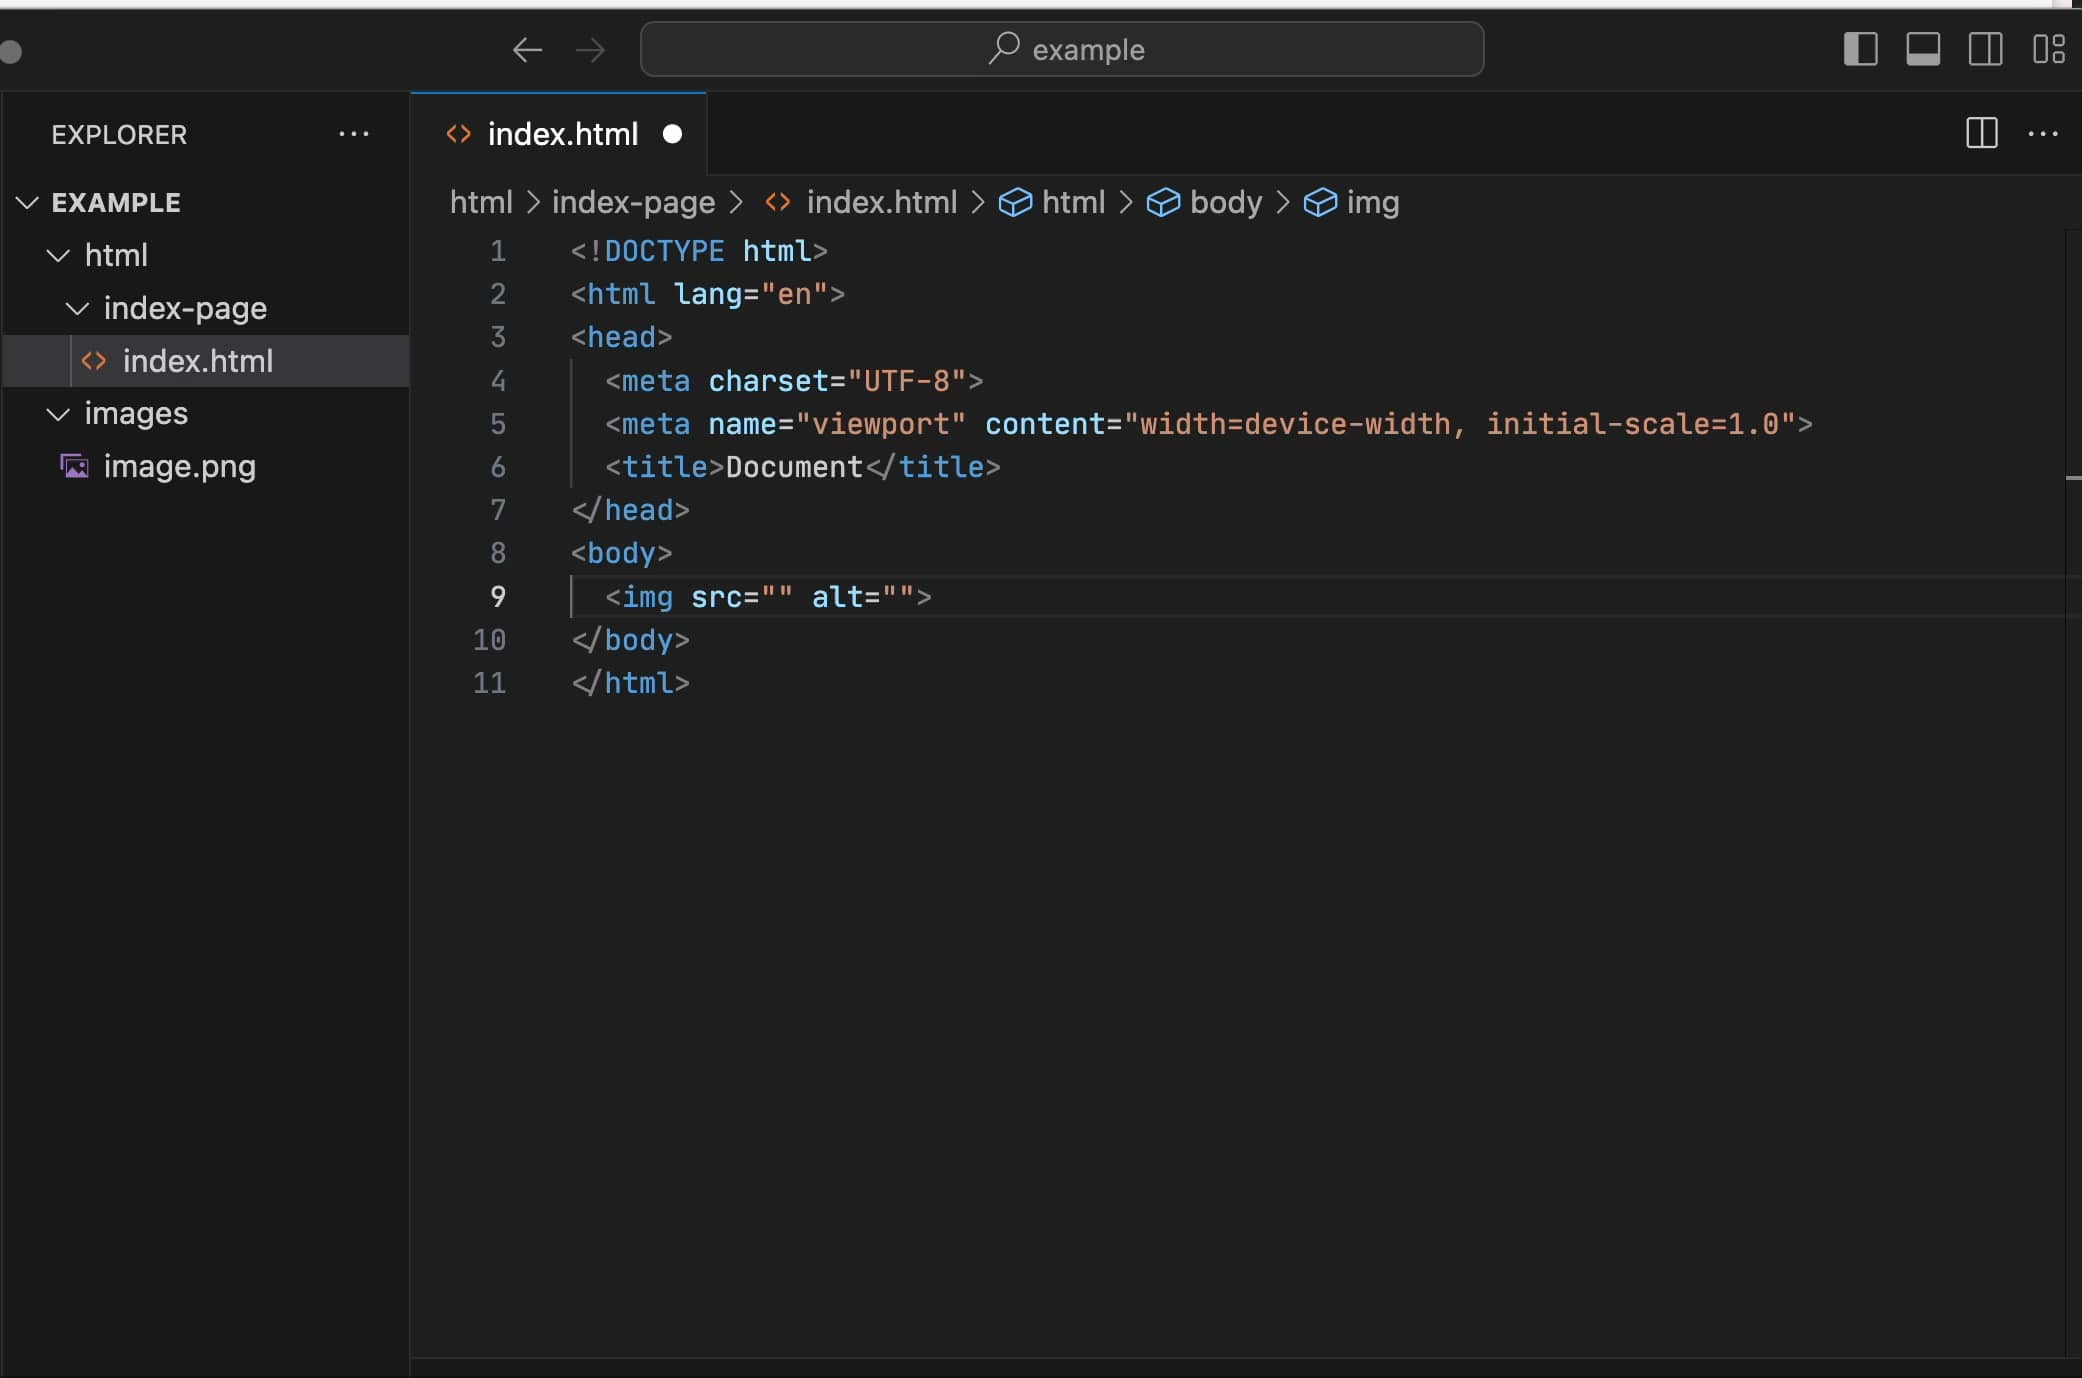 example
EXPLORER
EXAMPLE
html
index-page
index.html
images
image.png
index.html
html > index-page > <> index.html > html > body > img
1 <!DOCTYPE html>
2 <html lang="en">
3 <head>
4 <meta charset="UTF-8">
5 <meta name="viewport" content="width=device-width, initial-scale=1.0">
6 <title>Document</title>
7 </head>
8 <body>
9 <img src="" alt="">
10 </body>
11 </html>